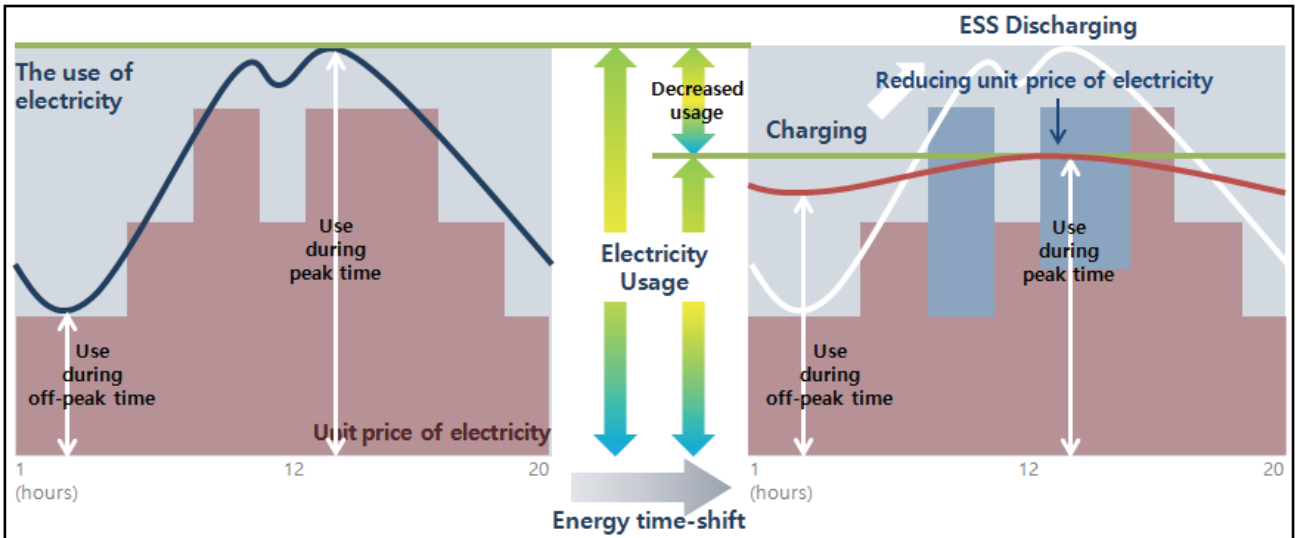 The use of
electricity
Use
during
peak time
Use
during
off-peak time
Unit price of electricity
1
12
20
(hours)
Decreased
usage
Electricity
Usage
Energy time-shift
ESS Discharging
Reducing unit price of electricity
Charging
Use
during
peak time
Use
during
off-peak time
1
12
20
(hours)